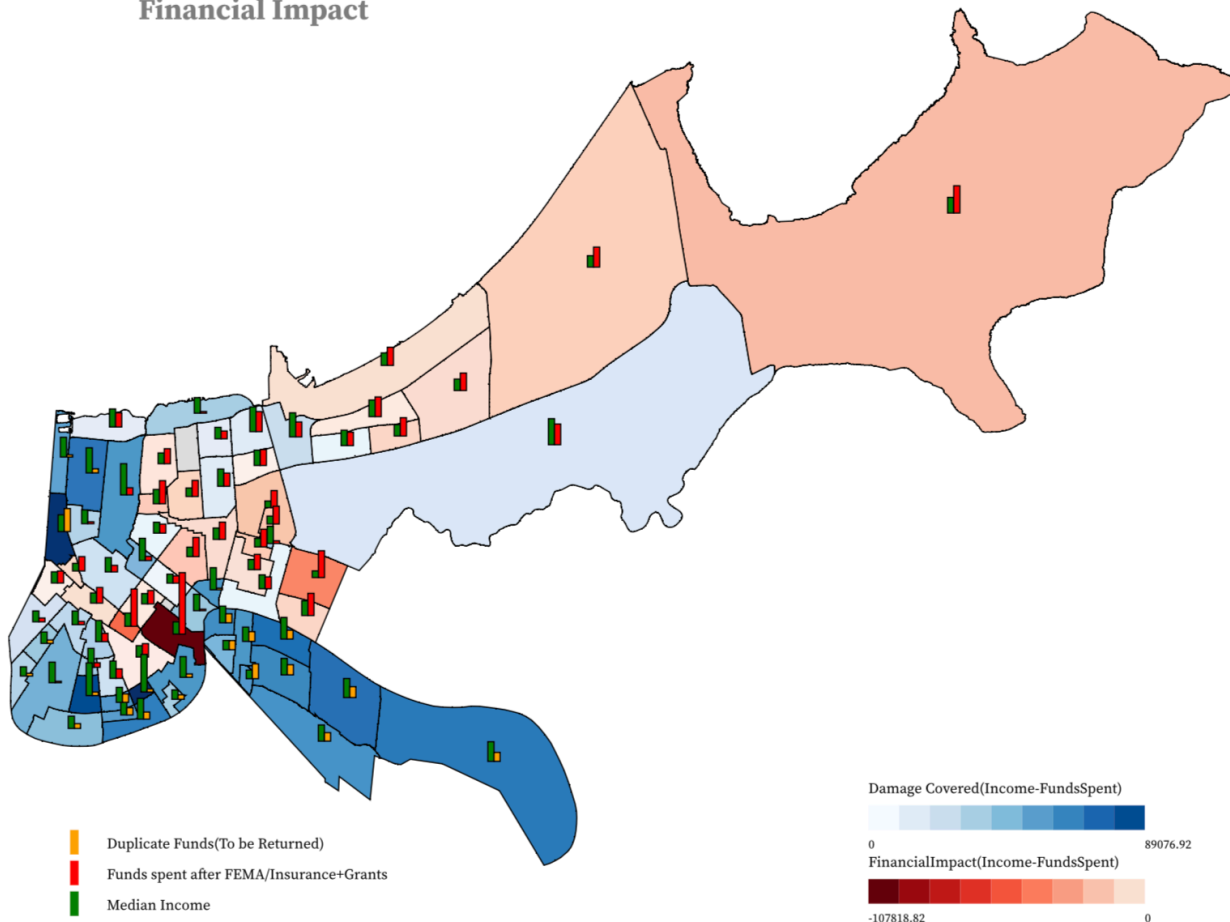 Financial Impact
Damage Covered(Income-FundsSpent)
0 89076.92
FinancialImpact(Income-FundsSpent)
-107818.82 0
Duplicate Funds(To be Returned)
Funds spent after FEMA/Insurance+Grants
Median Income